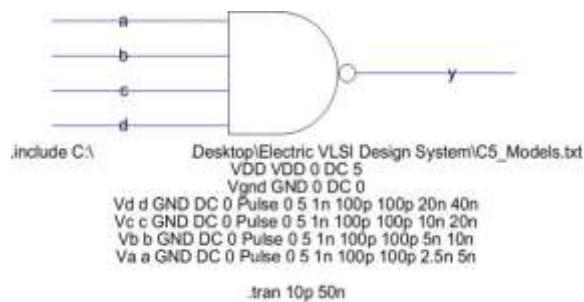 a
b
y
c
d
.include C:\ Desktop\Electric VLSI Design System\C5_Models.txt
VDD VDD 0 DC 5
Vgnd GND 0 DC 0
Vd d GND DC 0 Pulse 0 5 1n 100p 100p 20n 40n
Vc c GND DC 0 Pulse 0 5 1n 100p 100p 10n 20n
Vb b GND DC 0 Pulse 0 5 1n 100p 100p 5n 10n
Va a GND DC 0 Pulse 0 5 1n 100p 100p 2.5n 5n
.tran 10p 50n